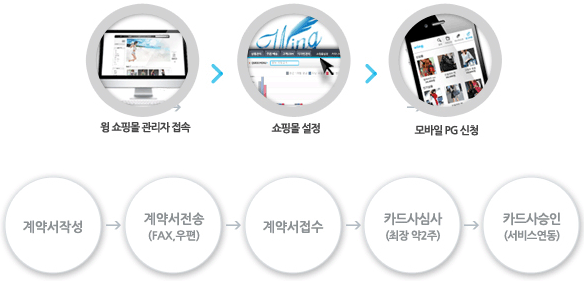 Wing
윙 쇼핑몰 관리자 접속
쇼핑몰 설정
모바일 PG 신청
계약서작성
계약서전송
(FAX,우편)
계약서접수
카드사심사
(최장 약2주)
카드사승인
(서비스연동)